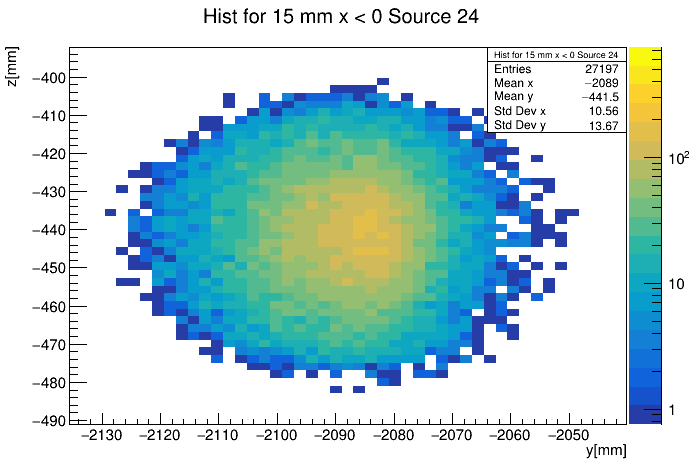 Hist for 15 mm x < 0 Source 24
z[mm]
Hist for 15 mm x < 0 Source 24
Entries 27197
Mean x −2089
Mean y −441.5
Std Dev x 10.56
Std Dev y 13.67
−400
−410
−420
−430
−440
−450
−460
−470
−480
−490
10²
10
1
−2130 −2120 −2110 −2100 −2090 −2080 −2070 −2060 −2050
y[mm]